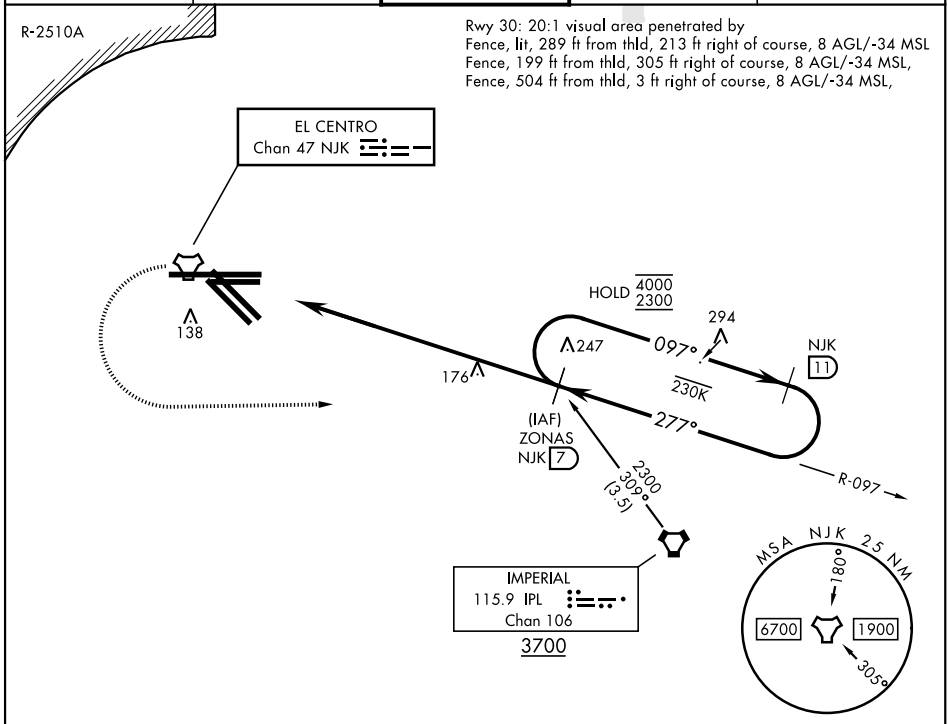 R-2510A
Rwy 30: 20:1 visual area penetrated by
Fence, lit, 289 ft from thld, 213 ft right of course, 8 AGL/-34 MSL
Fence, 199 ft from thld, 305 ft right of course, 8 AGL/-34 MSL,
Fence, 504 ft from thld, 3 ft right of course, 8 AGL/-34 MSL,
EL CENTRO
Chan 47 NJK
138
HOLD 4000
2300
294
097°
NJK
11
247
176
230K
277°
(IAF)
ZONAS
NJK 7
R-097
2300
309°
(3.5)
IMPERIAL
115.9 IPL
Chan 106
3700
MSA NJK 25 NM
180°
6700
1900
305°